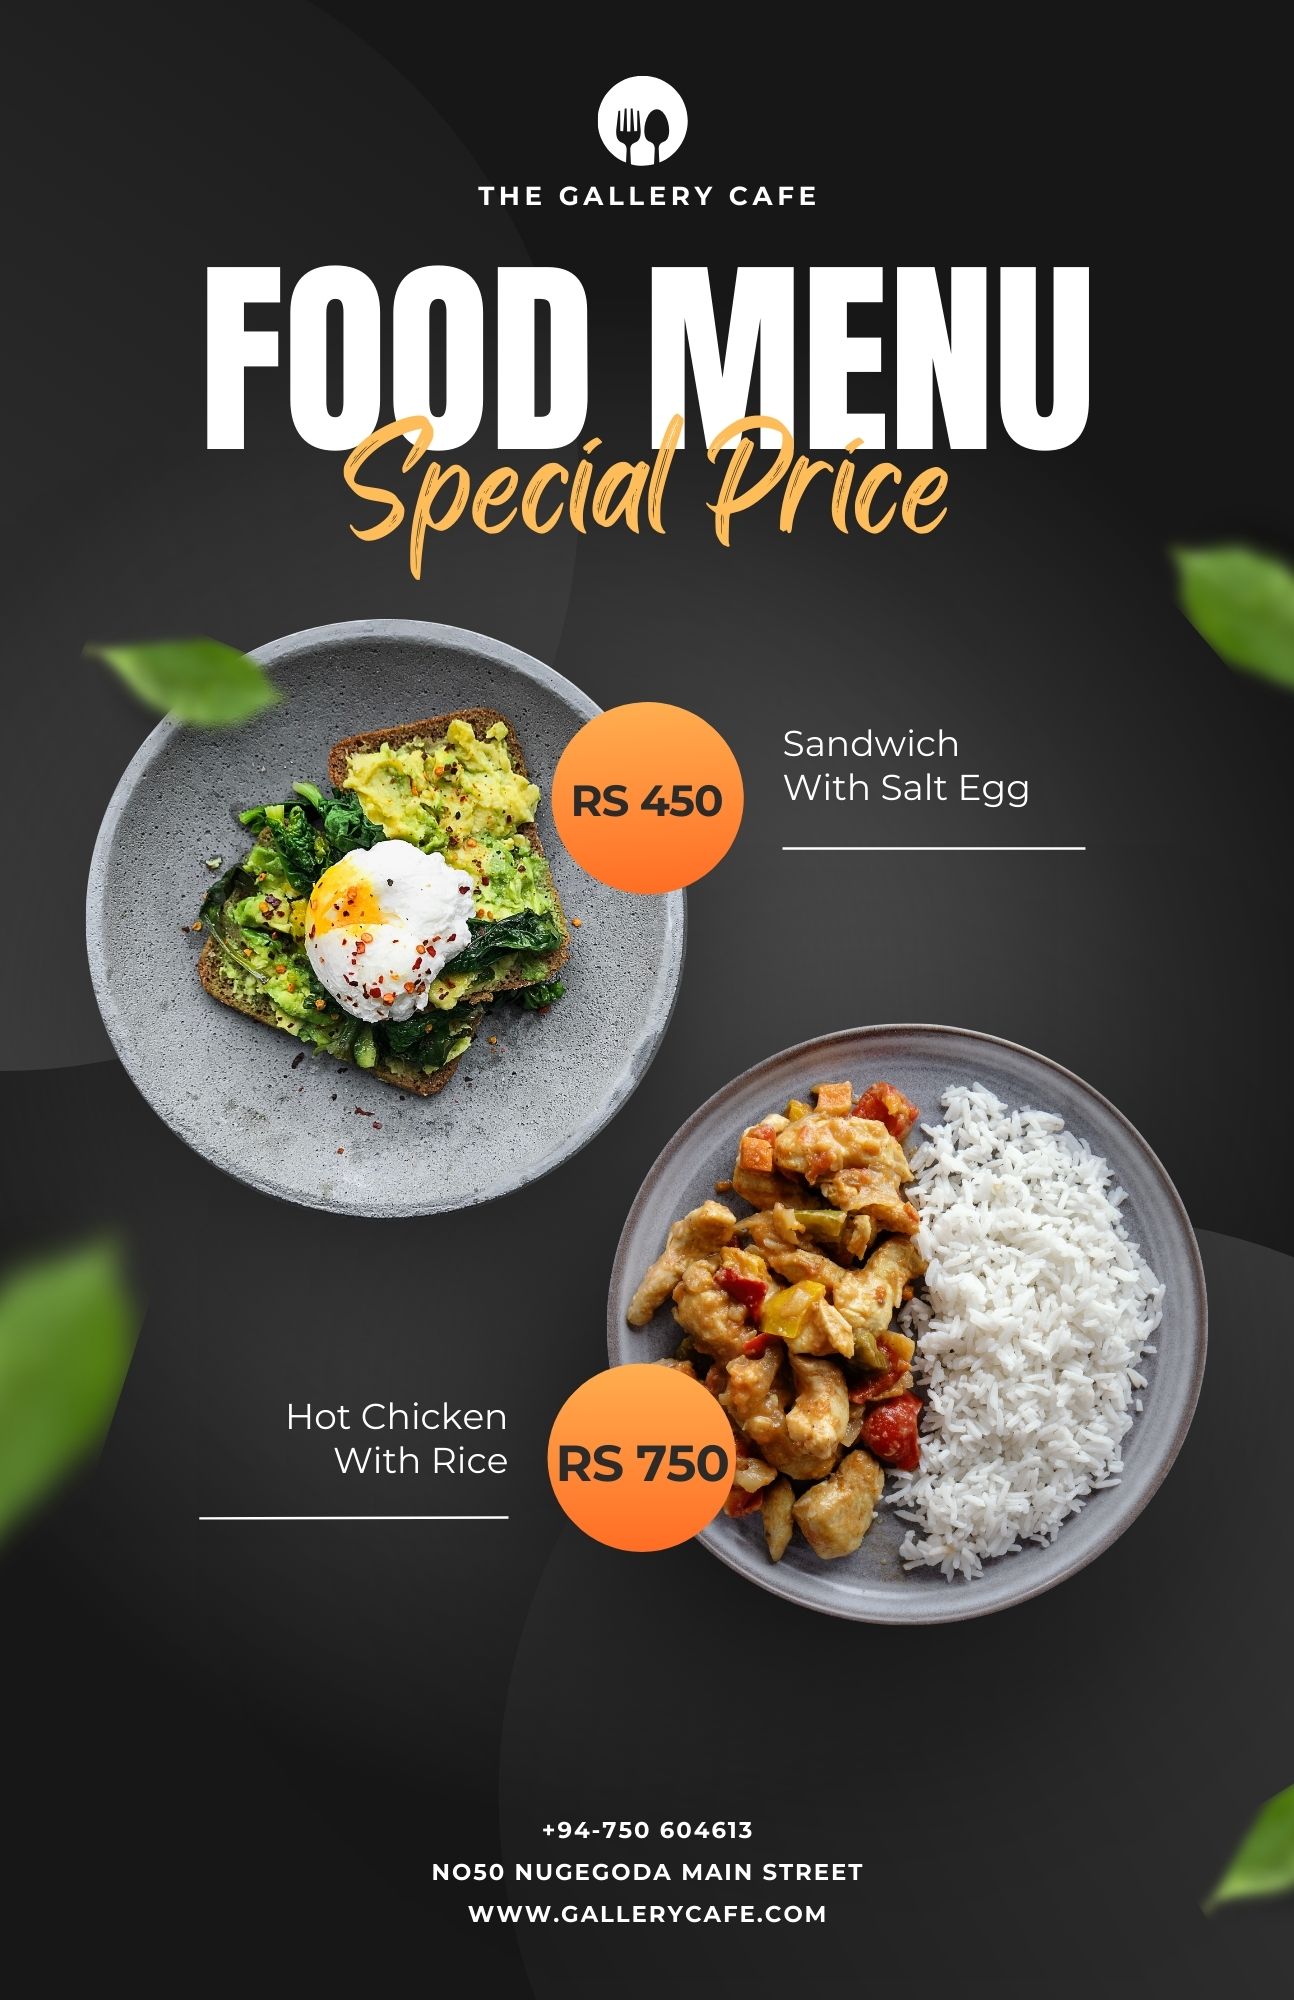 THE GALLERY CAFE
FOOD MENU
Special Price
RS 450
Sandwich
With Salt Egg
Hot Chicken
With Rice
RS 750
+94-750 604613
NO50 NUGEGODA MAIN STREET
WWW.GALLERYCAFE.COM